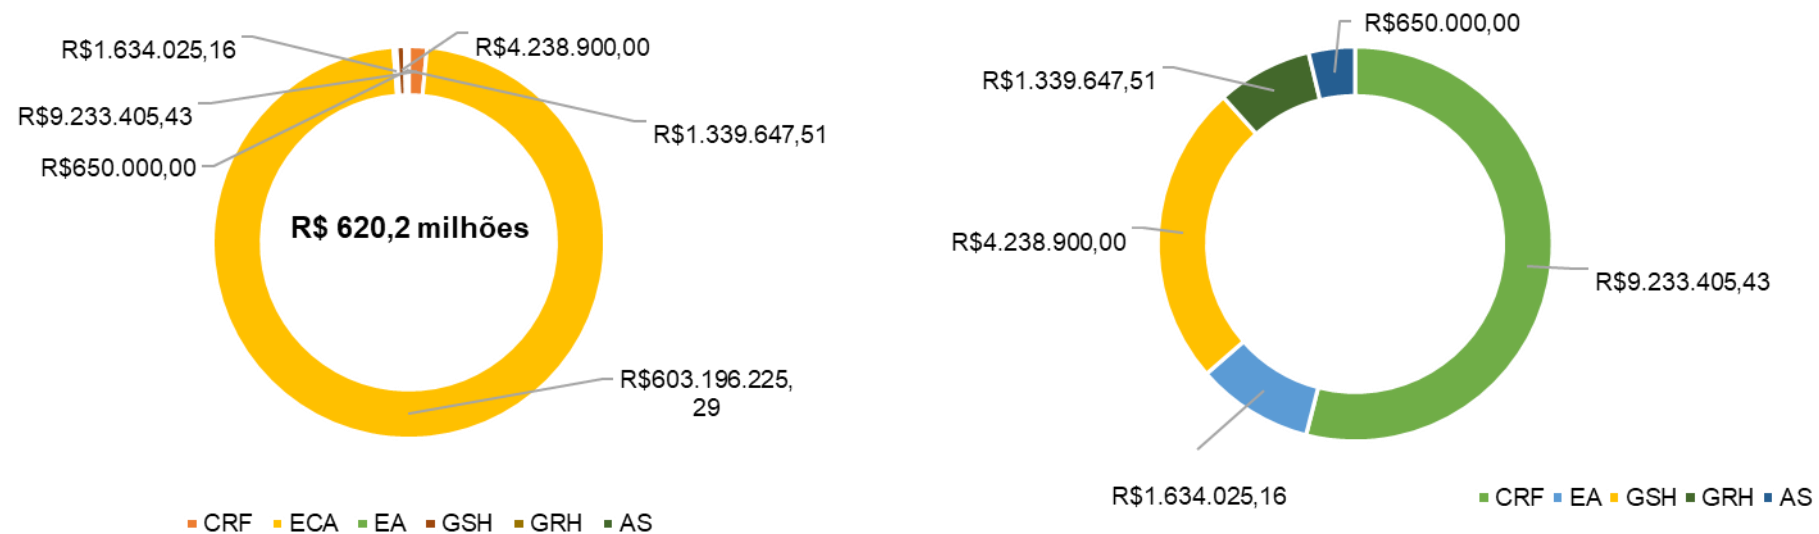 R$1.634.025,16
R$4.238.900,00
R$9.233.405,43
R$1.339.647,51
R$650.000,00
R$ 620,2 milhões
R$603.196.225,
29
CRF ECA EA GSH GRH AS
R$650.000,00
R$1.339.647,51
R$4.238.900,00
R$9.233.405,43
R$1.634.025,16
CRF EA GSH GRH AS